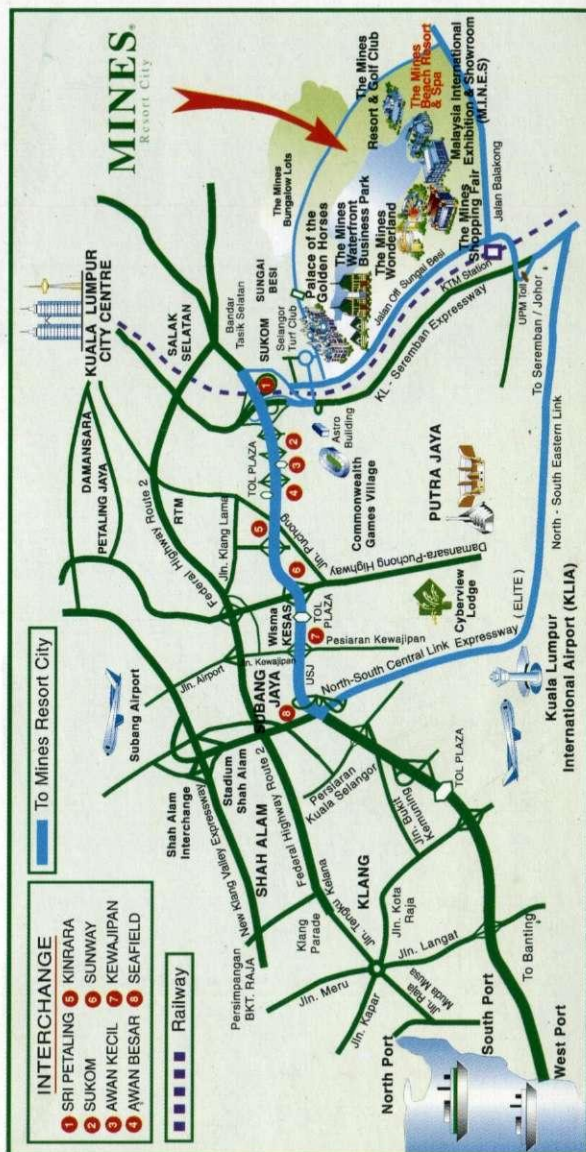 INTERCHANGE
1 SRI PETALING
2 SUKOM
3 AWAN KECIL
4 AWAN BESAR
5 KINRARA
6 SUNWAY
7 KEWAJIPAN
8 SEAFIELD
Railway
To Mines Resort City
MINES
Resort City
KUALA LUMPUR
CITY CENTRE
DAMANSARA
PETALING JAYA
SALAK
SELATAN
Federal Highway Route 2
RTM
Jln. Klang Lama
Jln. Puchong
Bandar
Tasik Selatan
SUNGAI
BESI
SUKOM
Selangor
Turf Club
The Mines
Bungalow Lots
Palace of the
Golden Horses
The Mines
Waterfront
Business Park
The Mines
Wonderland
The Mines
Resort & Golf Club
The Mines
Beach Resort
& Spa
Malaysia International
Exhibition & Showroom
(M.I.N.E.S)
The Mines
Shopping Fair
Jalan Balakong
Jalan Off Sungai Besi
KTM Station
KL - Seremban Expressway
UPM Toll
To Seremban / Johor
North - South Eastern Link
TOL PLAZA
1
2
3
4
5
6
7
8
Astro
Building
Commonwealth
Games Village
PUTRA JAYA
Damansara-Puchong Highway
Cyberview
Lodge
Wisma
KESAS
TOL
PLAZA
Pesiaran Kewajipan
Jln. Kewajipan
Jln. Airport
USJ
North-South Central Link Expressway
( ELITE )
Kuala Lumpur
International Airport (KLIA)
Subang Airport
SUBANG
JAYA
Shah Alam
Interchange
Stadium
Shah Alam
SHAH ALAM
New Klang Valley Expressway
Federal Highway Route 2
Persiaran
Kuala Selangor
TOL PLAZA
Jln. Bukit
Kemuning
Persimpangan
BKT. RAJA
Klang
Parade
Jln. Tengku Kelana
KLANG
Jln. Kota
Raja
Jln. Langat
Jln. Meru
Jln. Kapar
Jln. Raja
Muda Musa
To Banting
North Port
South Port
West Port